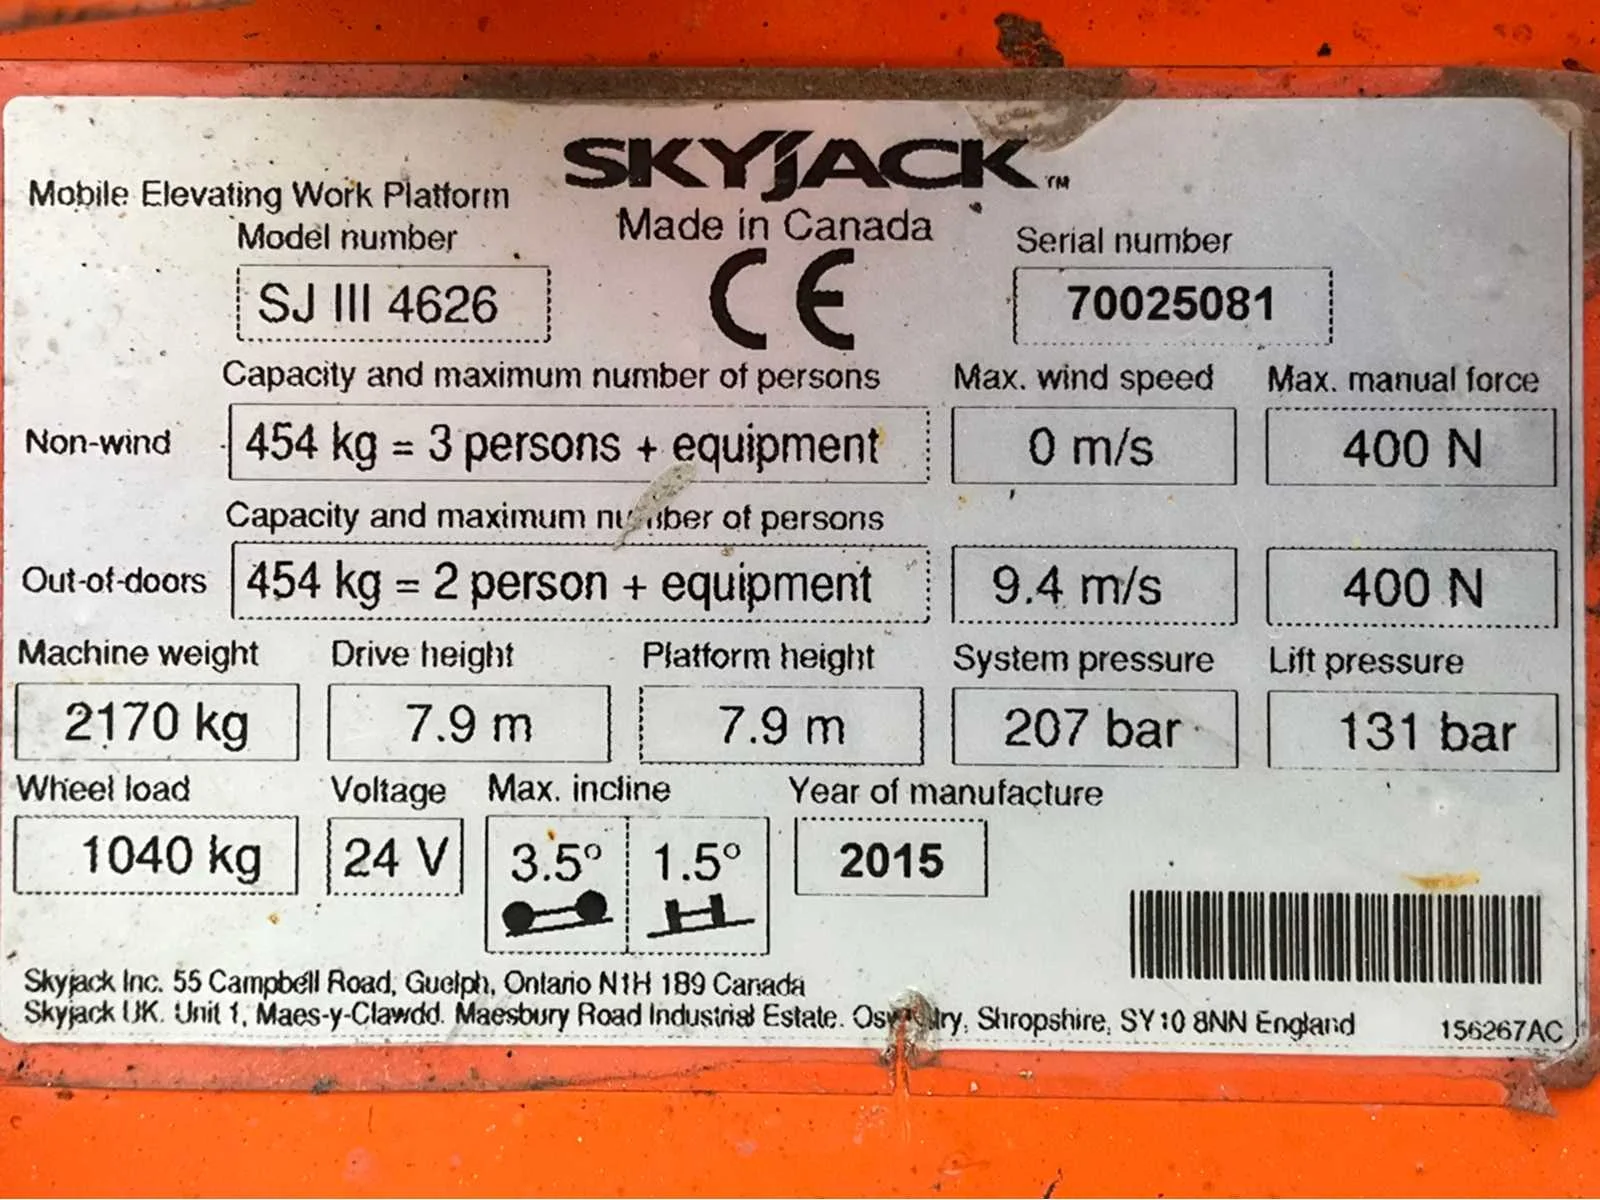 SKYJACK™
Mobile Elevating Work Platform
Made in Canada
Model number Serial number
SJ III 4626 CE 70025081
Capacity and maximum number of persons Max. wind speed Max. manual force
Non-wind 454 kg = 3 persons + equipment 0 m/s 400 N
Capacity and maximum number of persons
Out-of-doors 454 kg = 2 person + equipment 9.4 m/s 400 N
Machine weight Drive height Platform height System pressure Lift pressure
2170 kg 7.9 m 7.9 m 207 bar 131 bar
Wheel load Voltage Max. incline Year of manufacture
1040 kg 24 V 3.5° 1.5° 2015
Skyjack Inc. 55 Campbell Road, Guelph, Ontario N1H 1B9 Canada
Skyjack UK. Unit 1, Maes-y-Clawdd. Maesbury Road Industrial Estate. Oswestry, Shropshire, SY10 8NN England
156267AC